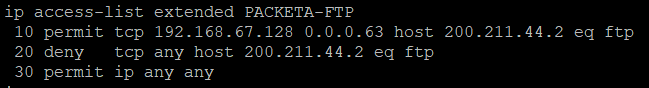 ip access-list extended PACKETA-FTP
 10 permit tcp 192.168.67.128 0.0.0.63 host 200.211.44.2 eq ftp
 20 deny   tcp any host 200.211.44.2 eq ftp
 30 permit ip any any